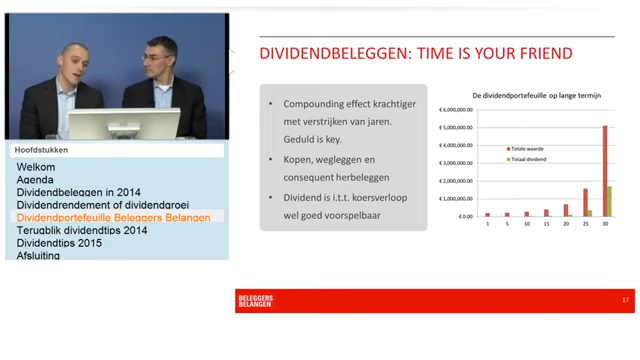 Hoofdstukken
Welkom
Agenda
Dividendbeleggen in 2014
Dividendrendement of dividendgroei
Dividendportefeuille Beleggers Belangen
Terugblik dividendtips 2014
Dividendtips 2015
Afsluiting
DIVIDENDBELEGGEN: TIME IS YOUR FRIEND
• Compounding effect krachtiger
met verstrijken van jaren.
Geduld is key.
• Kopen, wegleggen en
consequent herbeleggen
• Dividend is i.t.t. koersverloop
wel goed voorspelbaar
De dividendportefeuille op lange termijn
€ 6,000,000.00
€ 5,000,000.00
€ 4,000,000.00
€ 3,000,000.00
€ 2,000,000.00
€ 1,000,000.00
€ 0.00
Totale waarde
Totaal dividend
1 5 10 15 20 25 30
BELEGGERS
BELANGEN
17